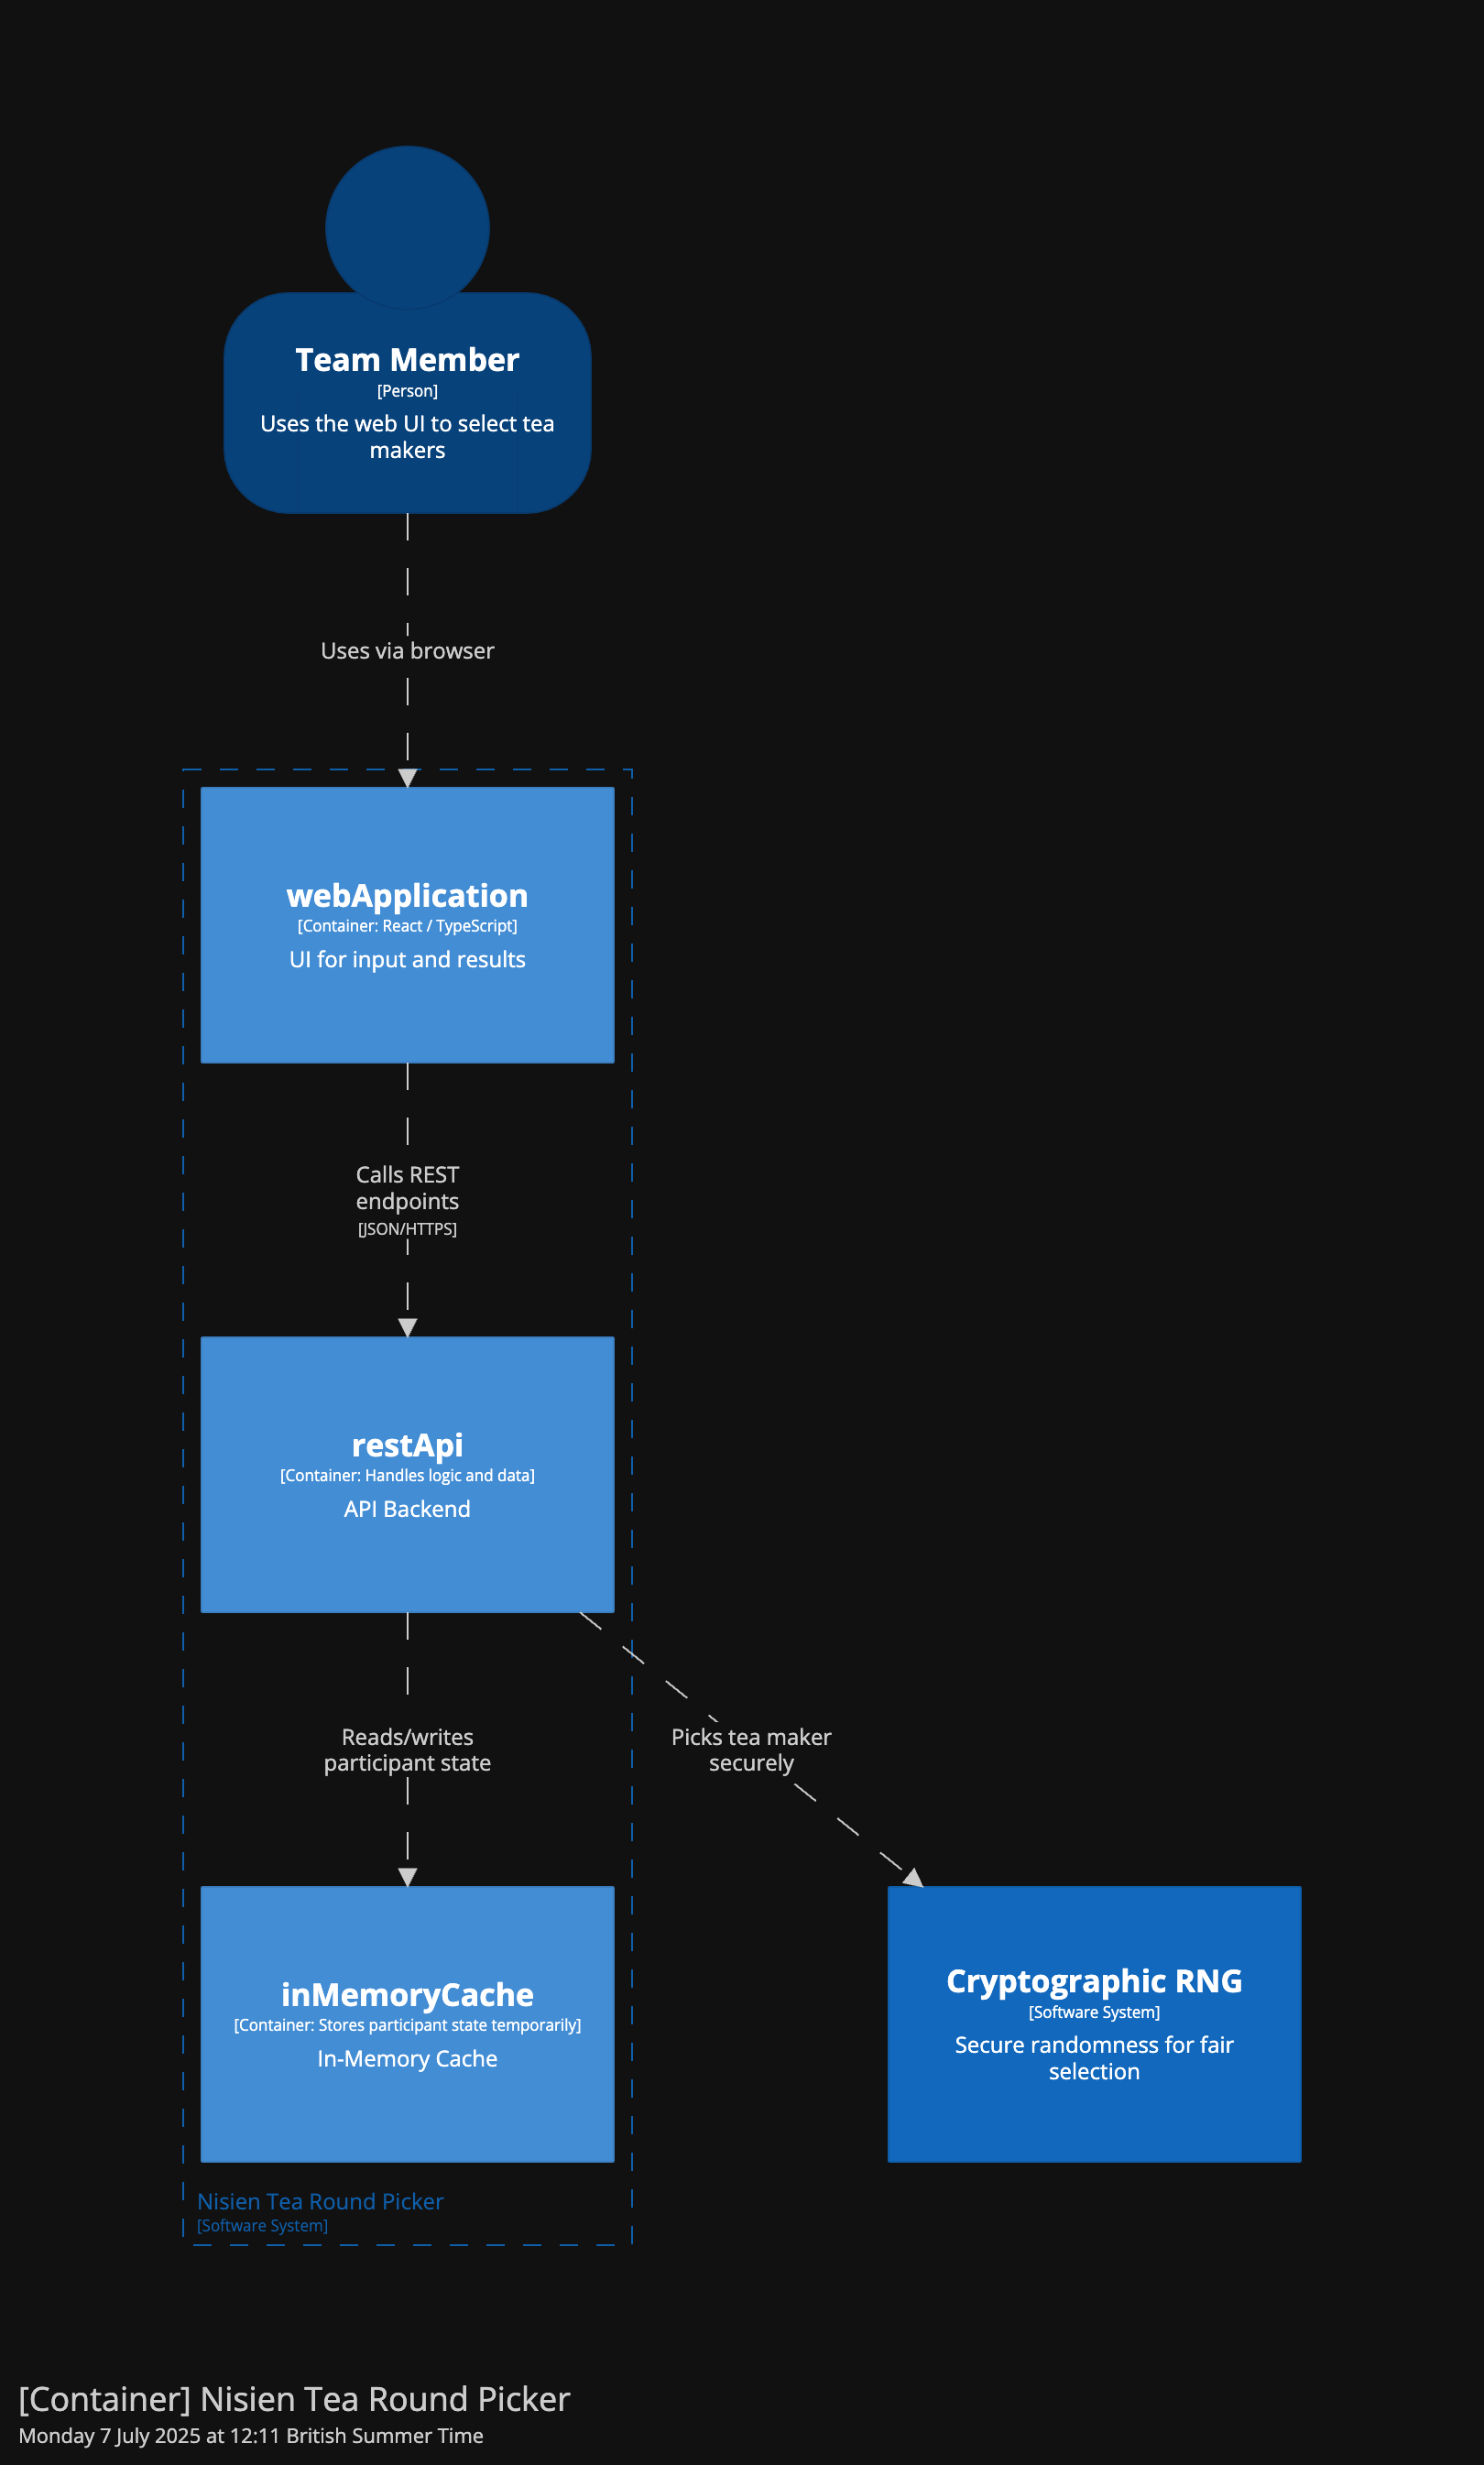 Team Member
[Person]
Uses the web UI to select tea
makers
Uses via browser
webApplication
[Container: React / TypeScript]
UI for input and results
Calls REST
endpoints
[JSON/HTTPS]
restApi
[Container: Handles logic and data]
API Backend
Reads/writes
participant state
Picks tea maker
securely
inMemoryCache
[Container: Stores participant state temporarily]
In-Memory Cache
Cryptographic RNG
[Software System]
Secure randomness for fair
selection
Nisien Tea Round Picker
[Software System]
[Container] Nisien Tea Round Picker
Monday 7 July 2025 at 12:11 British Summer Time